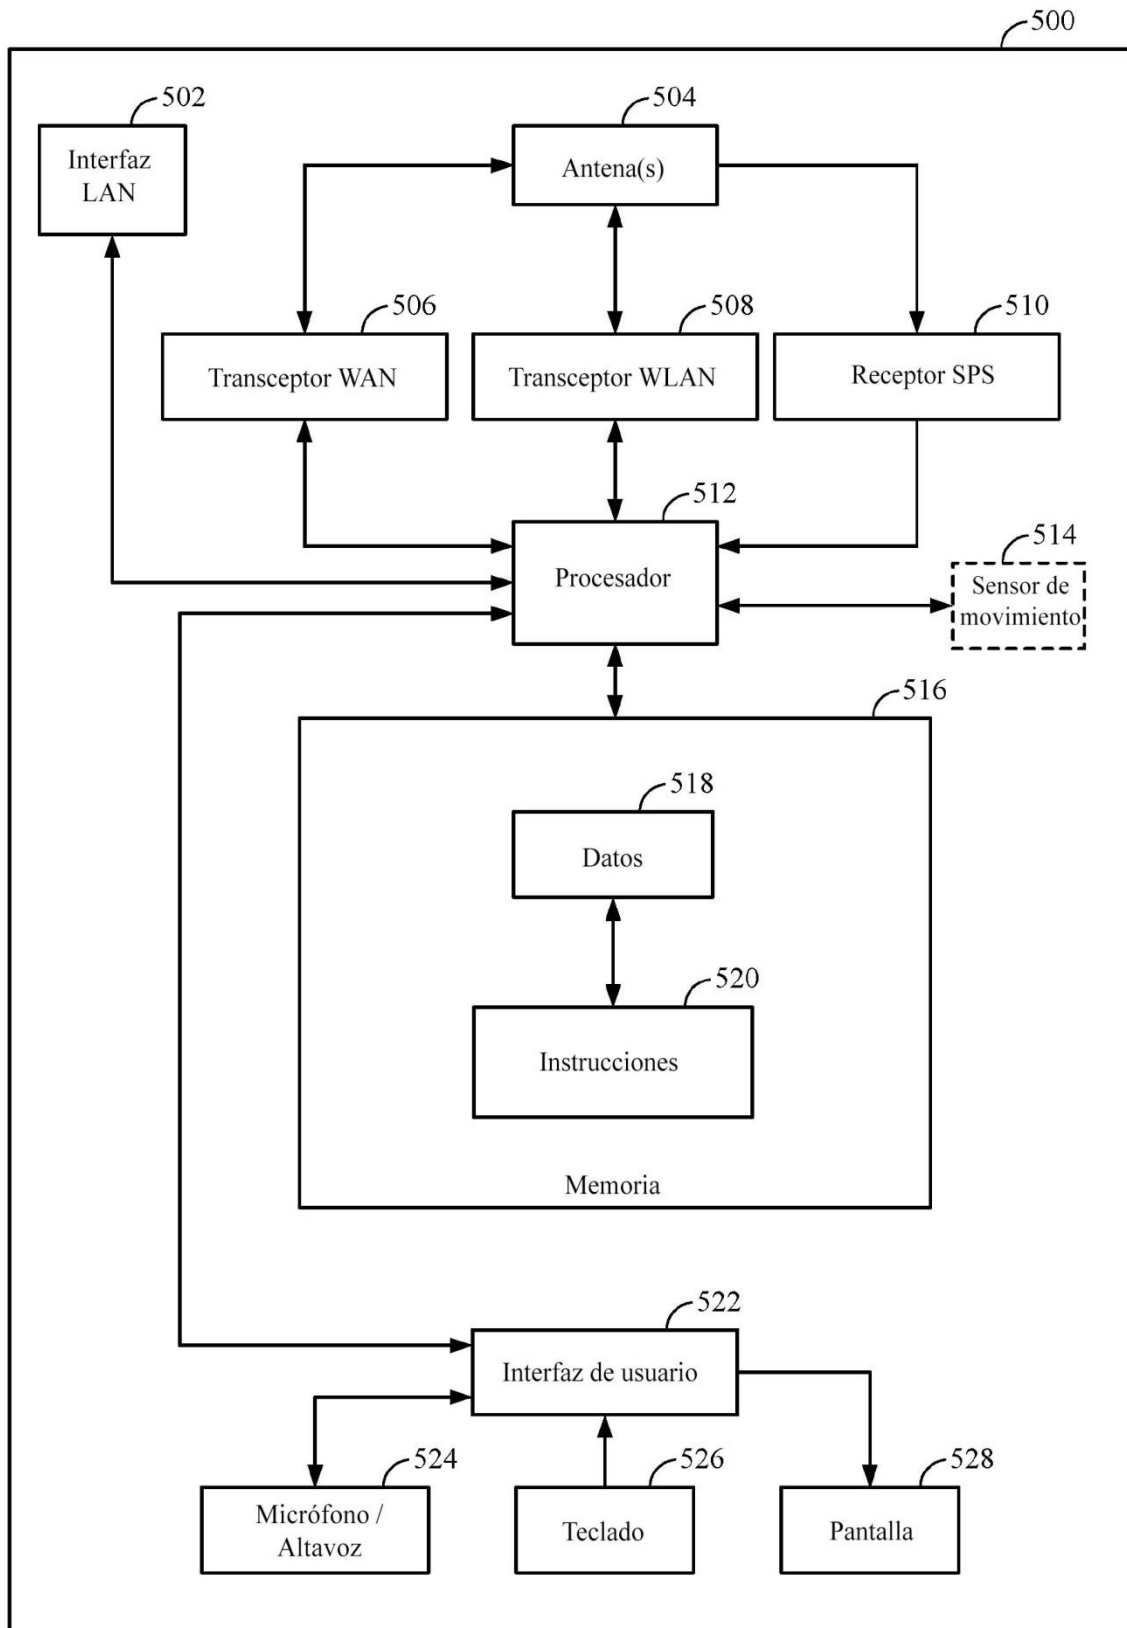 500
502
504
Interfaz
LAN
Antena(s)
506
508
510
Transceptor WAN
Transceptor WLAN
Receptor SPS
512
Procesador
514
Sensor de
movimiento
516
518
Datos
520
Instrucciones
Memoria
522
Interfaz de usuario
524
526
528
Micrófono /
Altavoz
Teclado
Pantalla